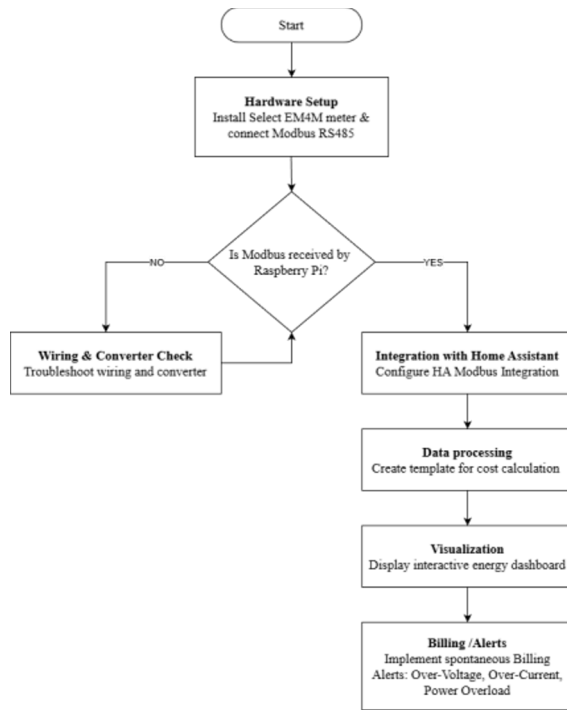 Start
Hardware Setup
Install Select EM4M meter &
connect Modbus RS485
Is Modbus received by
Raspberry Pi?
NO
YES
Wiring & Converter Check
Troubleshoot wiring and converter
Integration with Home Assistant
Configure HA Modbus Integration
Data processing
Create template for cost calculation
Visualization
Display interactive energy dashboard
Billing /Alerts
Implement spontaneous Billing
Alerts: Over-Voltage, Over-Current,
Power Overload